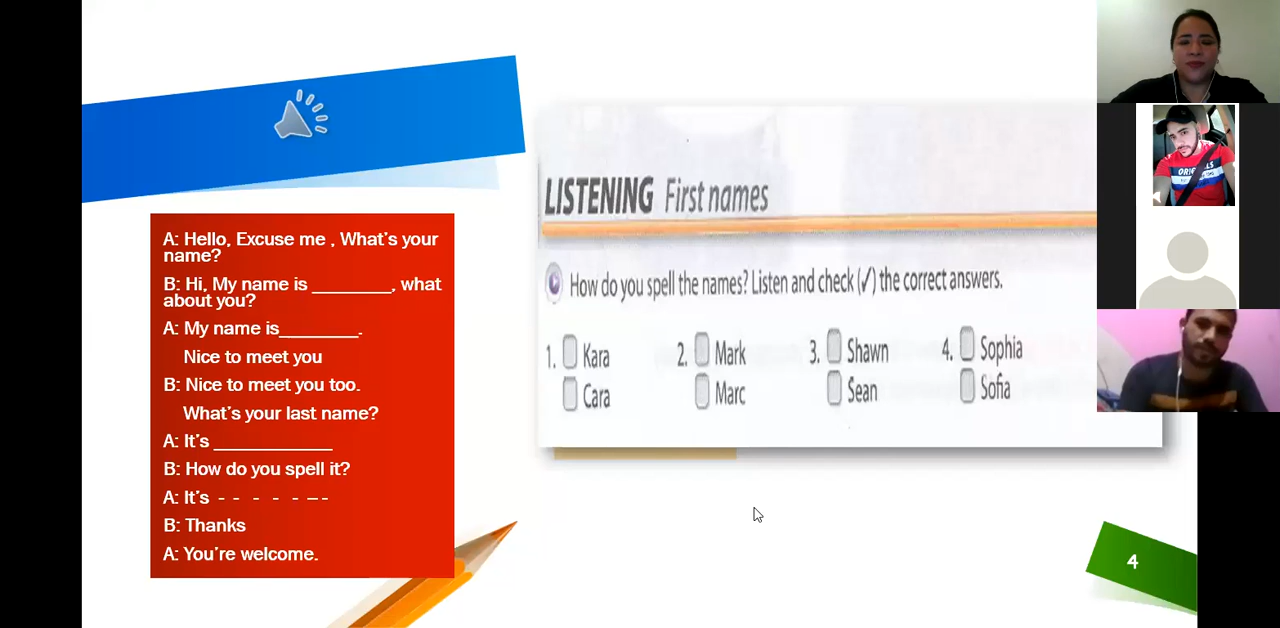 A: Hello, Excuse me , What's your
name?
B: Hi, My name is _________, what
about you?
A: My name is_________.
Nice to meet you
B: Nice to meet you too.
What's your last name?
A: It's _____________
B: How do you spell it?
A: It's - - - - - – -
B: Thanks
A: You're welcome.
LISTENING First names
How do you spell the names? Listen and check (✓) the correct answers.
1. Kara 2. Mark 3. Shawn 4. Sophia
Cara Marc Sean Sofia
4